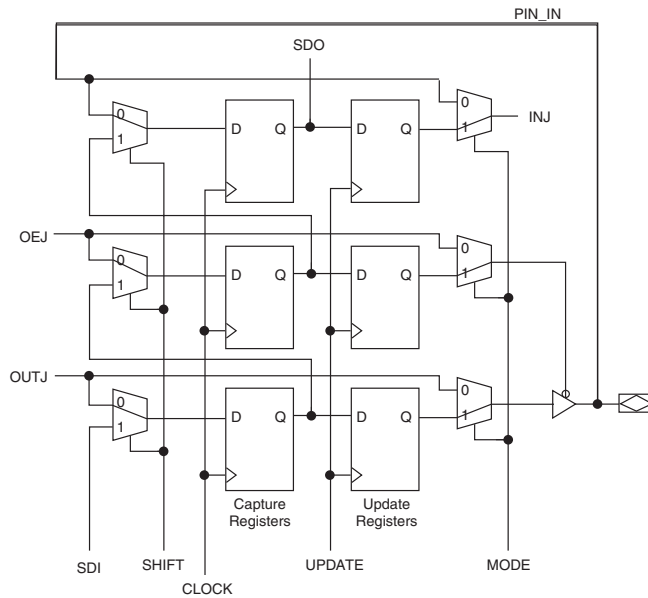 PIN_IN
SDO
0
1
D Q
D Q
0
1
INJ
OEJ
0
1
D Q
D Q
0
1
OUTJ
0
1
D Q
D Q
0
1
Capture
Registers
Update
Registers
SDI
SHIFT
CLOCK
UPDATE
MODE